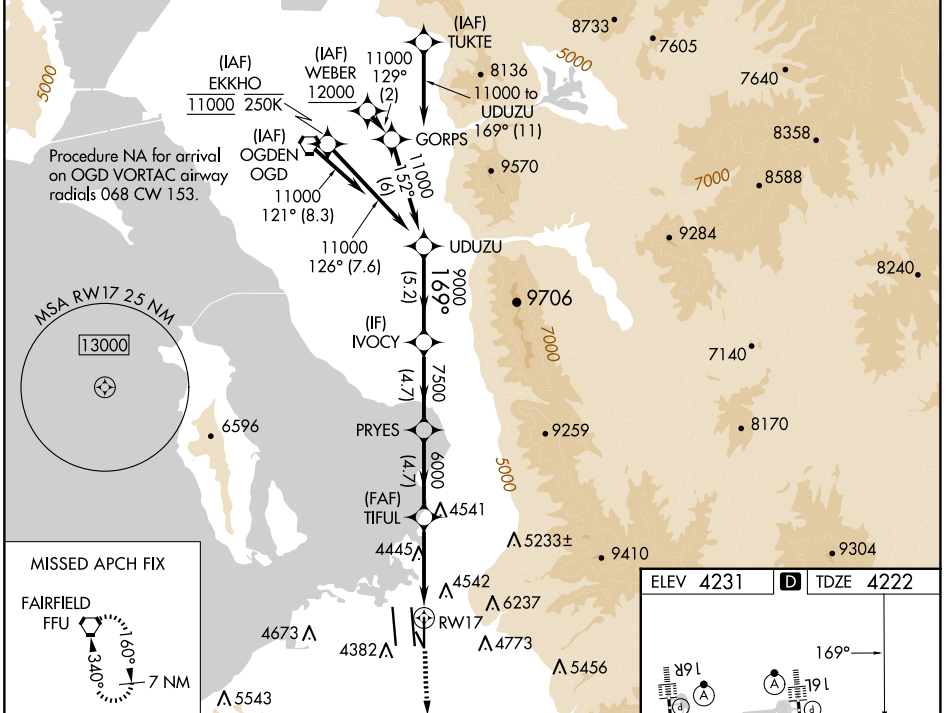 (IAF)
TUKTE
8733
7605
5000
5000
(IAF)
EKKHO
11000 250K
(IAF)
WEBER
12000
11000
129°
(2)
8136
11000 to
UDUZU
169° (11)
7640
8358
(IAF)
OGDEN
OGD
GORPS
9570
7000
8588
Procedure NA for arrival
on OGD VORTAC airway
radials 068 CW 153.
11000
121° (8.3)
11000
152°
(6)
11000
126° (7.6)
UDUZU
9284
8240
9000
169°
(5.2)
9706
7000
MSA RW17 25 NM
13000
(IF)
IVOCY
7140
7500
(4.7)
6596
PRYES
9259
8170
6000
(4.7)
5000
(FAF)
TIFUL
4541
4445
5233±
9410
9304
4542
6237
RW17
4673
4382
4773
5456
5543
MISSED APCH FIX
FAIRFIELD
FFU
160°
340°
7 NM
ELEV 4231 D TDZE 4222
169°
16R
A
P
A
16L
P